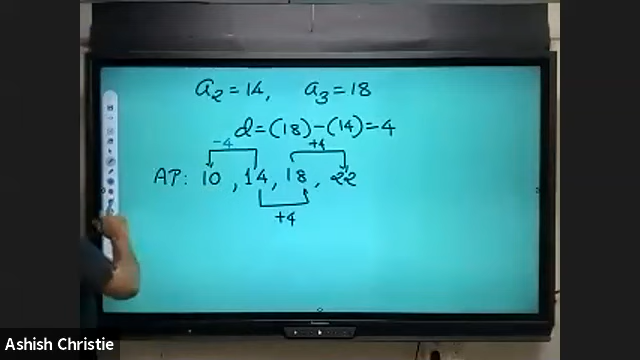 a₂ = 14, a₃ = 18
d = (18) - (14) = 4
-4 +4
AP: 10, 14, 18, 22
+4
Ashish Christie